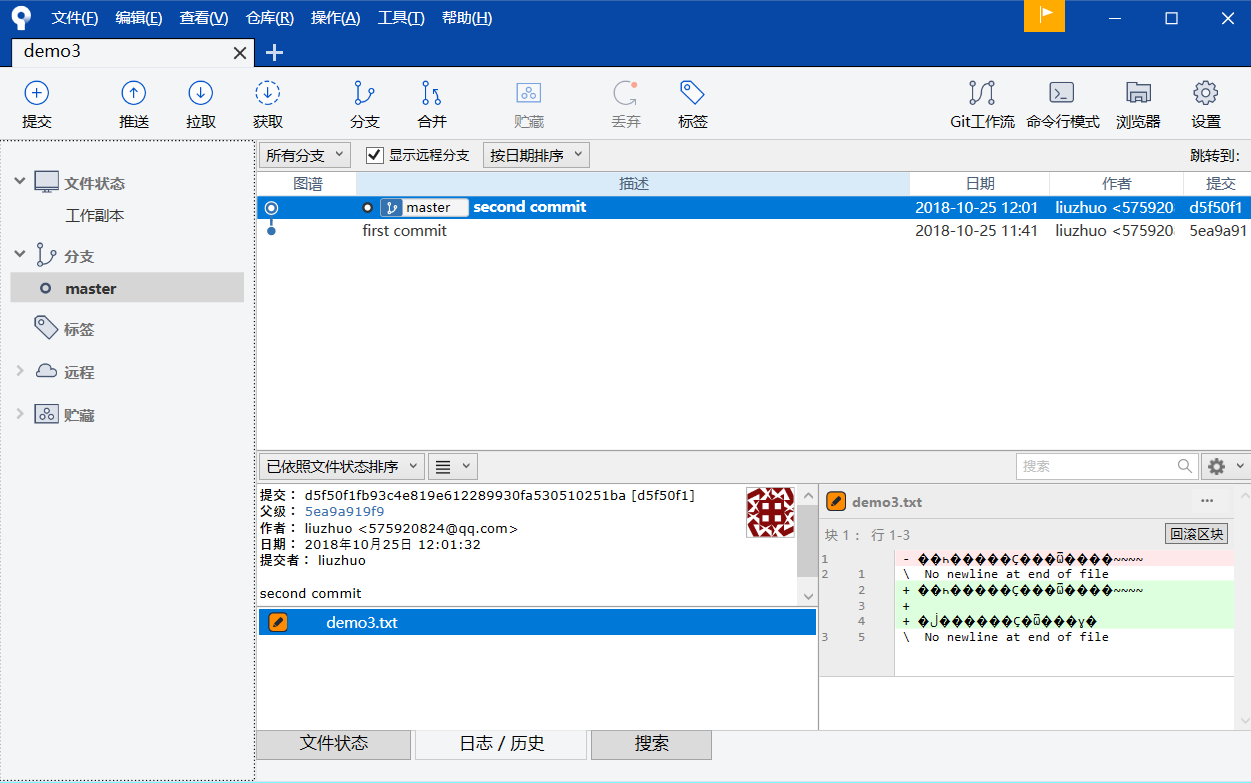 文件(F) 编辑(E) 查看(V) 仓库(R) 操作(A) 工具(T) 帮助(H)
demo3
提交 推送 拉取 获取 分支 合并 贮藏 丢弃 标签 Git工作流 命令行模式 浏览器 设置
文件状态
工作副本
分支
master
标签
远程
贮藏
所有分支 显示远程分支 按日期排序 跳转到:
图谱 描述 日期 作者 提交
master second commit 2018-10-25 12:01 liuzhuo <575920 d5f50f1
first commit 2018-10-25 11:41 liuzhuo <575920 5ea9a91
已依照文件状态排序 搜索
提交: d5f50f1fb93c4e819e612289930fa530510251ba [d5f50f1]
父级: 5ea9a919f9
作者: liuzhuo <575920824@qq.com>
日期: 2018年10月25日 12:01:32
提交者: liuzhuo
second commit
demo3.txt
demo3.txt
块 1： 行 1-3 回滚区块
1 - ��ʜ�����Ç���ѿ����~~~~
2 1 \ No newline at end of file
2 + ��ʜ�����Ç���ѿ����~~~~
3 +
4 +
3 5 \ No newline at end of file
文件状态 日志 / 历史 搜索